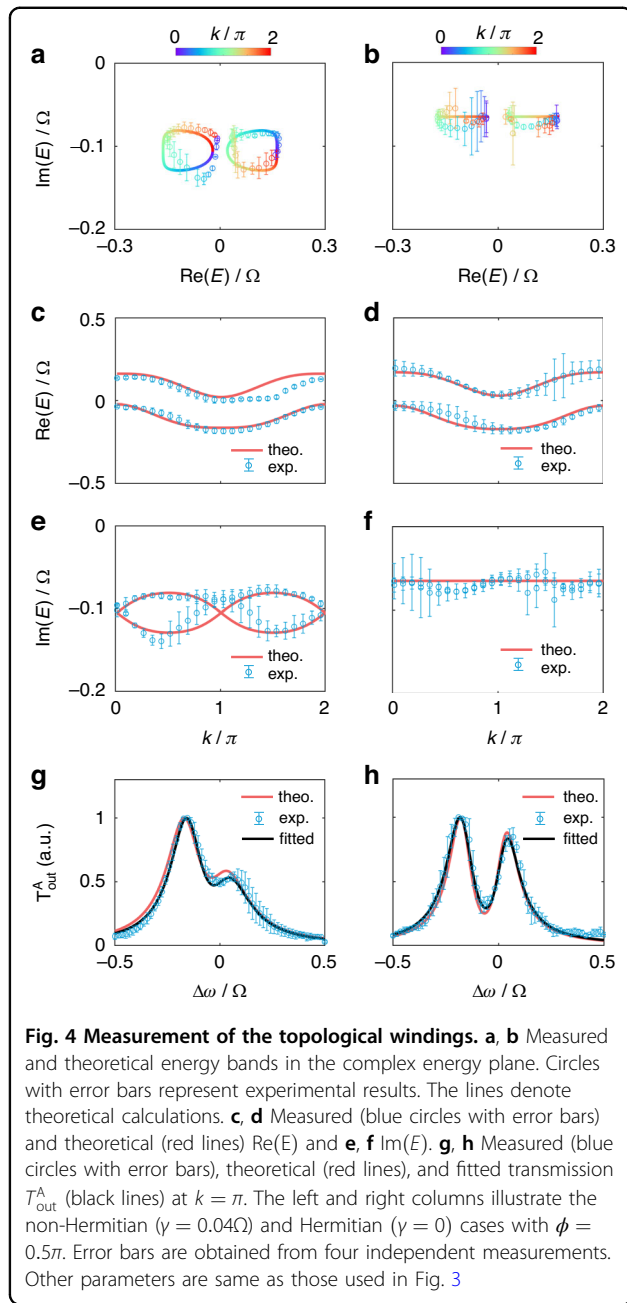 k / π
0 2
a
0
−0.1
−0.2
Im(E) / Ω
−0.3 0 0.3
Re(E) / Ω
k / π
0 2
b
−0.3 0 0.3
Re(E) / Ω
c
0.5
0
−0.5
Re(E) / Ω
theo.
exp.
d
theo.
exp.
e
0
−0.1
−0.2
Im(E) / Ω
theo.
exp.
0 1 2
k / π
f
theo.
exp.
0 1 2
k / π
g
1
0.5
0
T^A_out (a.u.)
theo.
exp.
fitted
−0.5 0 0.5
Δω / Ω
h
theo.
exp.
fitted
−0.5 0 0.5
Δω / Ω
Fig. 4 Measurement of the topological windings. a, b Measured
and theoretical energy bands in the complex energy plane. Circles
with error bars represent experimental results. The lines denote
theoretical calculations. c, d Measured (blue circles with error bars)
and theoretical (red lines) Re(E) and e, f Im(E). g, h Measured (blue
circles with error bars), theoretical (red lines), and fitted transmission
T^A_out (black lines) at k = π. The left and right columns illustrate the
non-Hermitian (γ = 0.04Ω) and Hermitian (γ = 0) cases with ϕ =
0.5π. Error bars are obtained from four independent measurements.
Other parameters are same as those used in Fig. 3